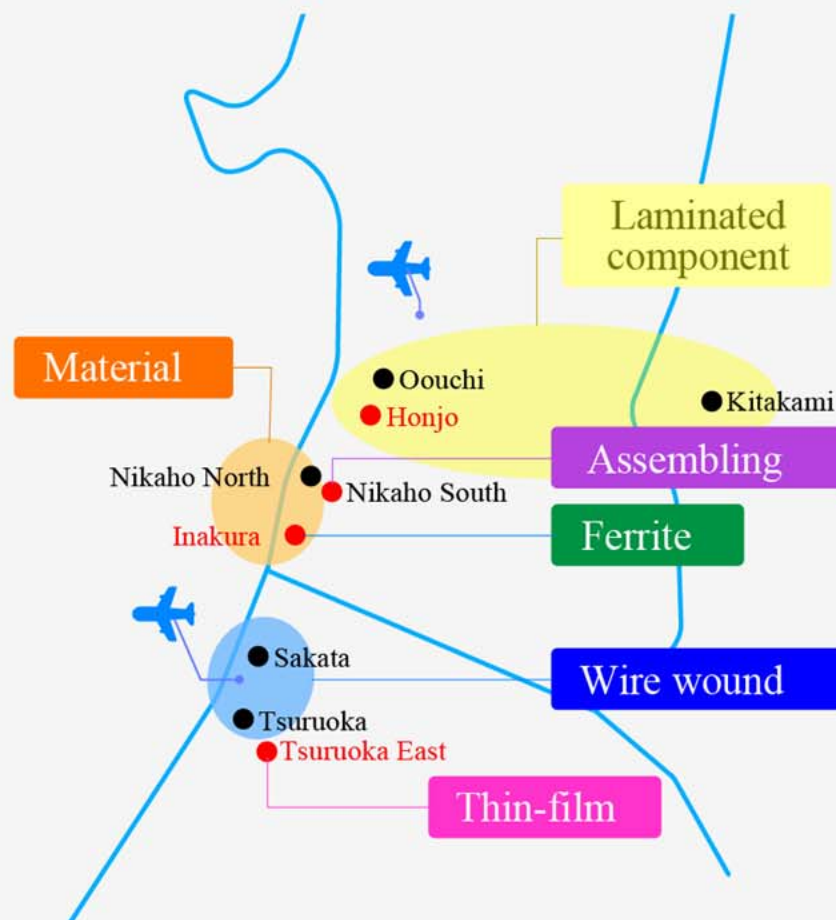 Laminated
component
Material
Oouchi
Kitakami
Honjo
Assembling
Nikaho North
Nikaho South
Inakura
Ferrite
Sakata
Wire wound
Tsuruoka
Tsuruoka East
Thin-film